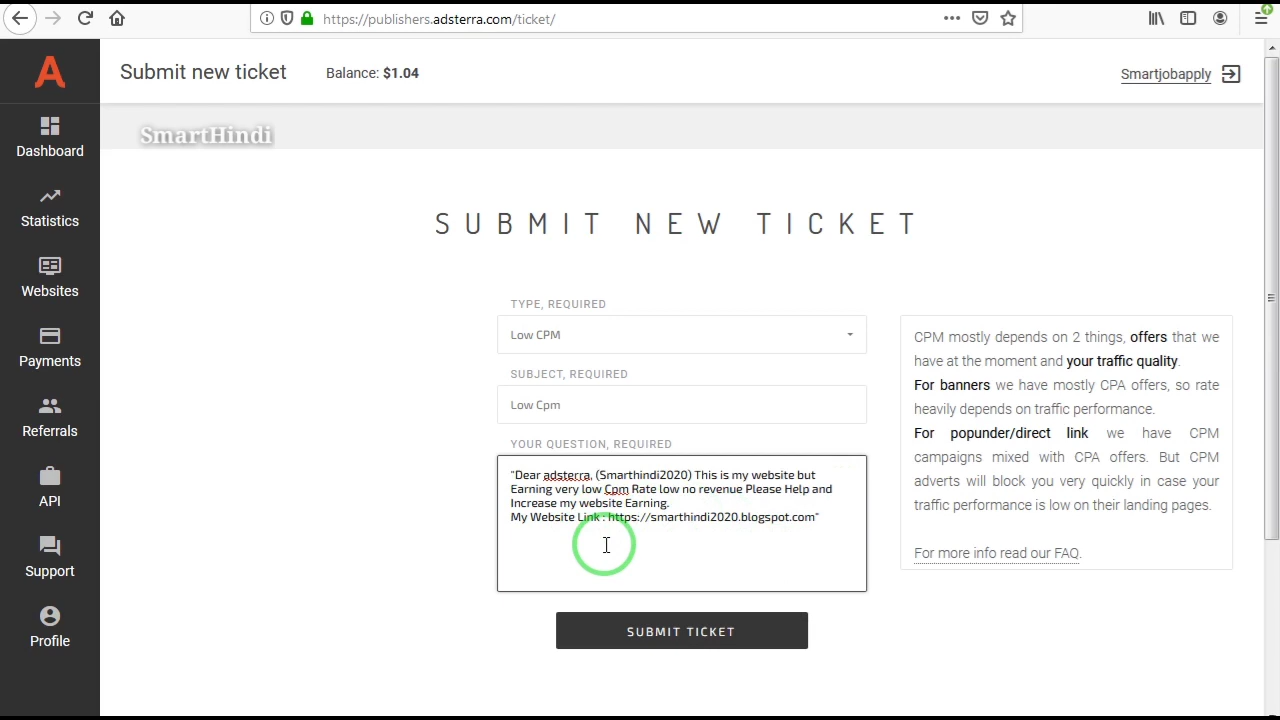 https://publishers.adsterra.com/ticket/
Submit new ticket
Balance: $1.04
Smartjobapply
SmartHindi
Dashboard
Statistics
Websites
Payments
Referrals
API
Support
Profile
SUBMIT NEW TICKET
TYPE, REQUIRED
Low CPM
SUBJECT, REQUIRED
Low Cpm
YOUR QUESTION, REQUIRED
"Dear adsterra, (Smarthindi2020) This is my website but
Earning very low Cpm Rate low no revenue Please Help and
Increase my website Earning.
My Website Link : https://smarthindi2020.blogspot.com"
SUBMIT TICKET
CPM mostly depends on 2 things, offers that we
have at the moment and your traffic quality.
For banners we have mostly CPA offers, so rate
heavily depends on traffic performance.
For popunder/direct link we have CPM
campaigns mixed with CPA offers. But CPM
adverts will block you very quickly in case your
traffic performance is low on their landing pages.
For more info read our FAQ.